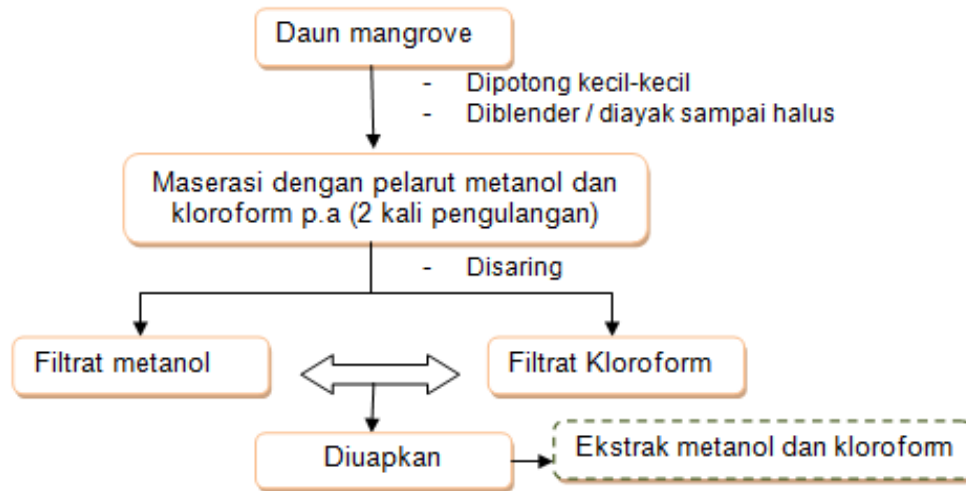 Daun mangrove
- Dipotong kecil-kecil
- Diblender / diayak sampai halus
Maserasi dengan pelarut metanol dan
kloroform p.a (2 kali pengulangan)
- Disaring
Filtrat metanol
Filtrat Kloroform
Diuapkan
Ekstrak metanol dan kloroform